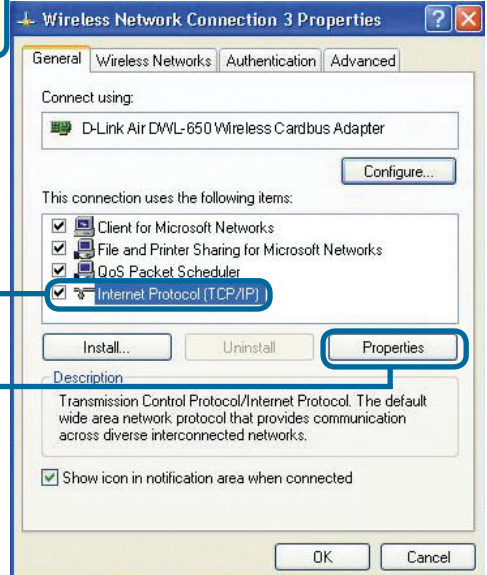 Wireless Network Connection 3 Properties
General Wireless Networks Authentication Advanced
Connect using:
D-Link Air DWL-650 Wireless Cardbus Adapter
Configure...
This connection uses the following items:
Client for Microsoft Networks
File and Printer Sharing for Microsoft Networks
QoS Packet Scheduler
Internet Protocol (TCP/IP)
Install... Uninstall Properties
Description
Transmission Control Protocol/Internet Protocol. The default
wide area network protocol that provides communication
across diverse interconnected networks.
Show icon in notification area when connected
OK Cancel